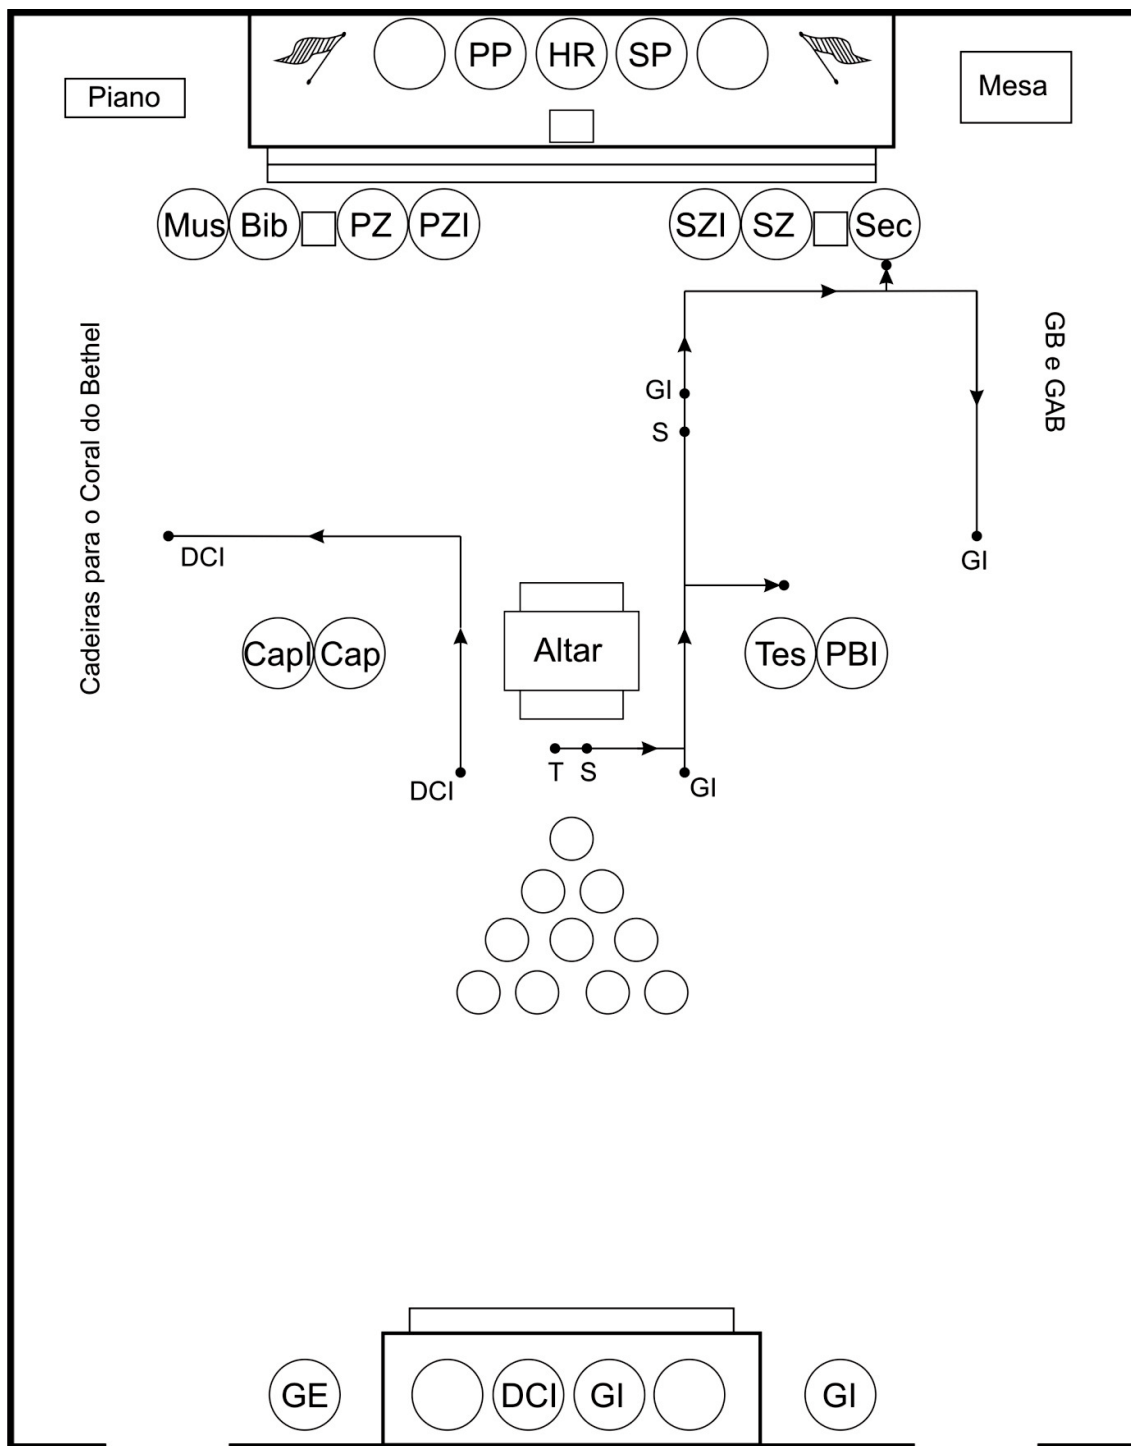 PP HR SP
Piano
Mesa
Mus Bib PZ PZI SZI SZ Sec
Cadeiras para o Coral do Bethel
GB e GAB
GI
S
DCI
GI
CapI Cap
Altar
Tes PBI
T S
DCI
GI
GE DCI GI GI